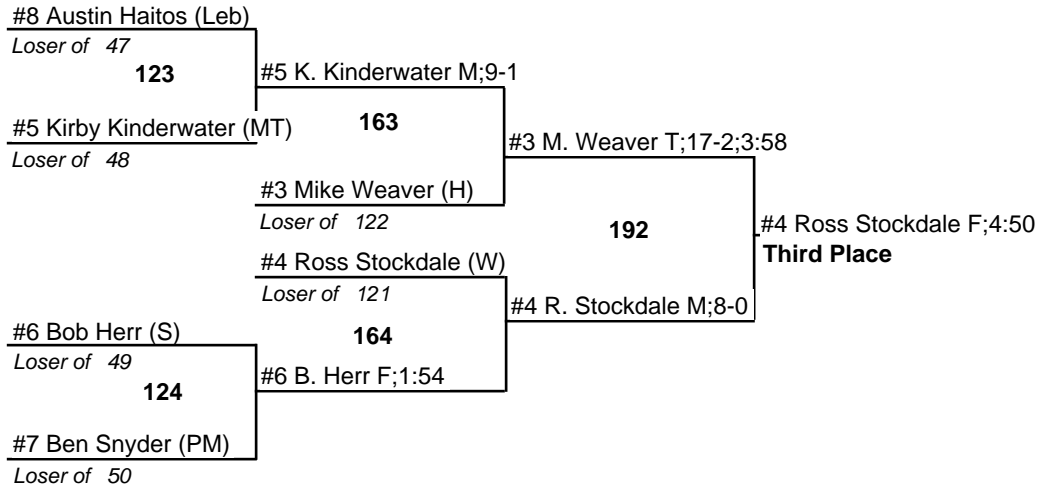 #8 Austin Haitos (Leb)
Loser of 47
123
#5 K. Kinderwater M;9-1
#5 Kirby Kinderwater (MT)
163
Loser of 48
#3 M. Weaver T;17-2;3:58
#3 Mike Weaver (H)
Loser of 122
192
#4 Ross Stockdale F;4:50
Third Place
#4 Ross Stockdale (W)
Loser of 121
#4 R. Stockdale M;8-0
#6 Bob Herr (S)
164
Loser of 49
#6 B. Herr F;1:54
124
#7 Ben Snyder (PM)
Loser of 50